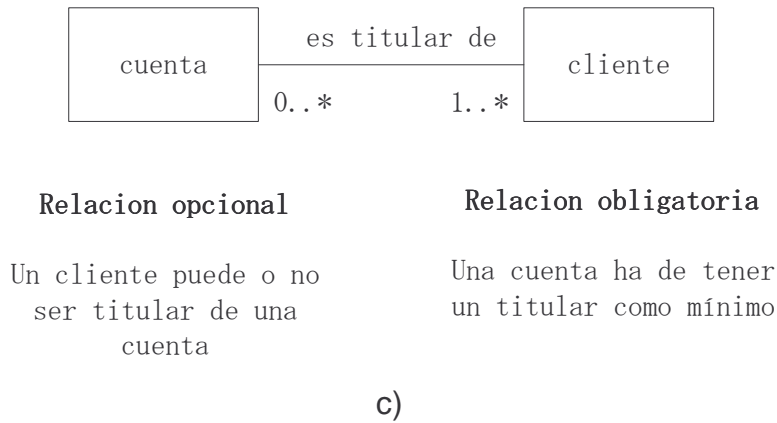 es titular de
cuenta
cliente
0..*
1..*
Relacion opcional
Relacion obligatoria
Un cliente puede o no
ser titular de una
cuenta
Una cuenta ha de tener
un titular como mínimo
c)